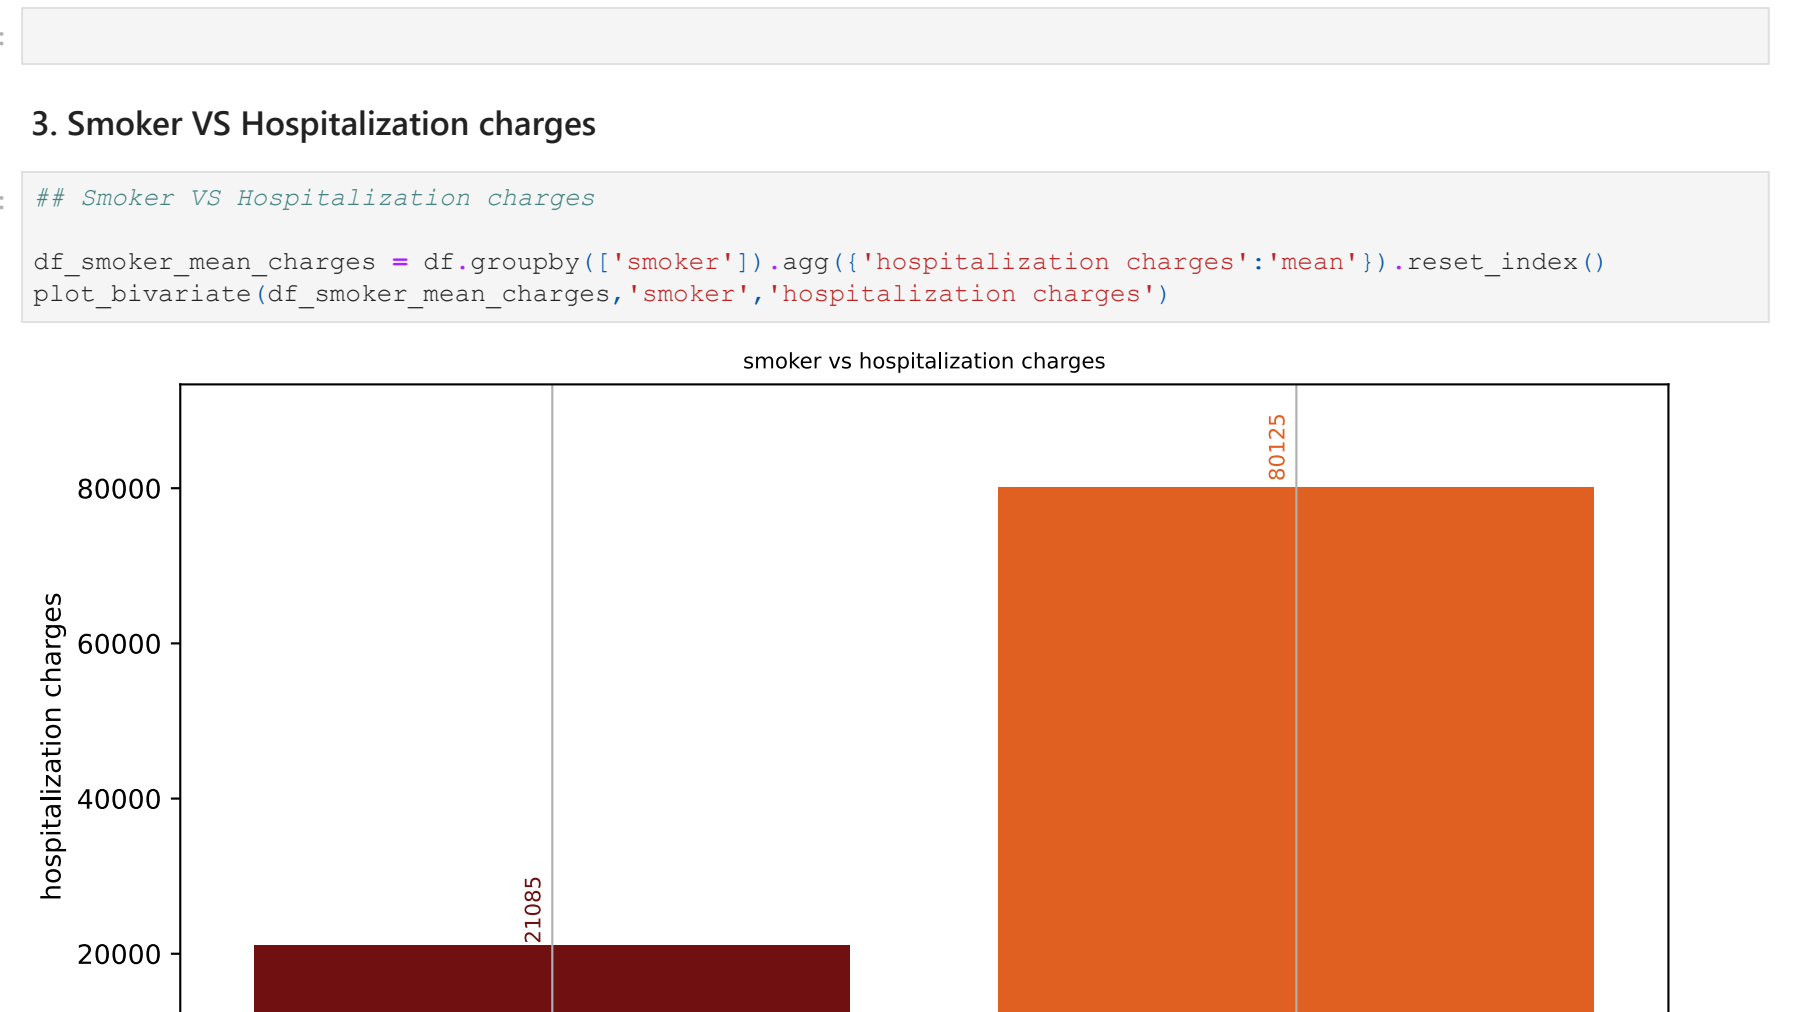 :
3. Smoker VS Hospitalization charges
:
## Smoker VS Hospitalization charges
df_smoker_mean_charges = df.groupby(['smoker']).agg({'hospitalization charges':'mean'}).reset_index()
plot_bivariate(df_smoker_mean_charges,'smoker','hospitalization charges')
smoker vs hospitalization charges
80125
80000
60000
hospitalization charges
40000
21085
20000